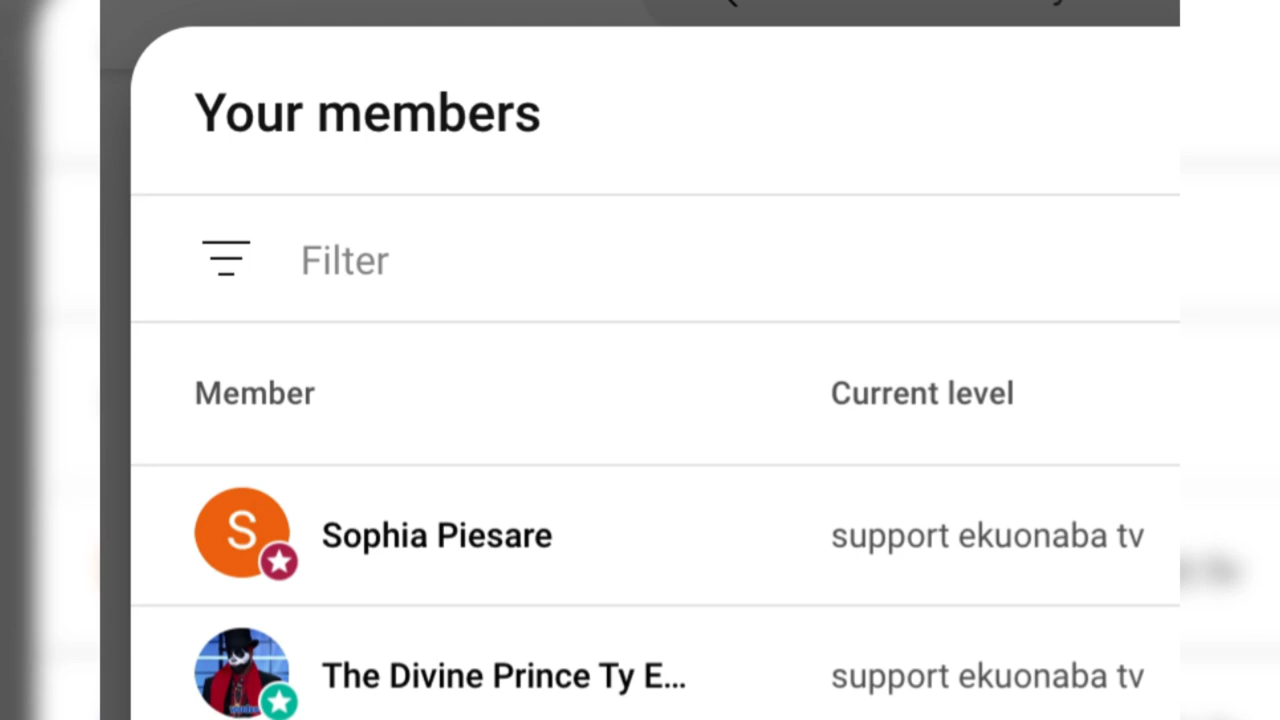 Your members
Filter
Member
Current level
S
Sophia Piesare
support ekuonaba tv
The Divine Prince Ty E...
support ekuonaba tv